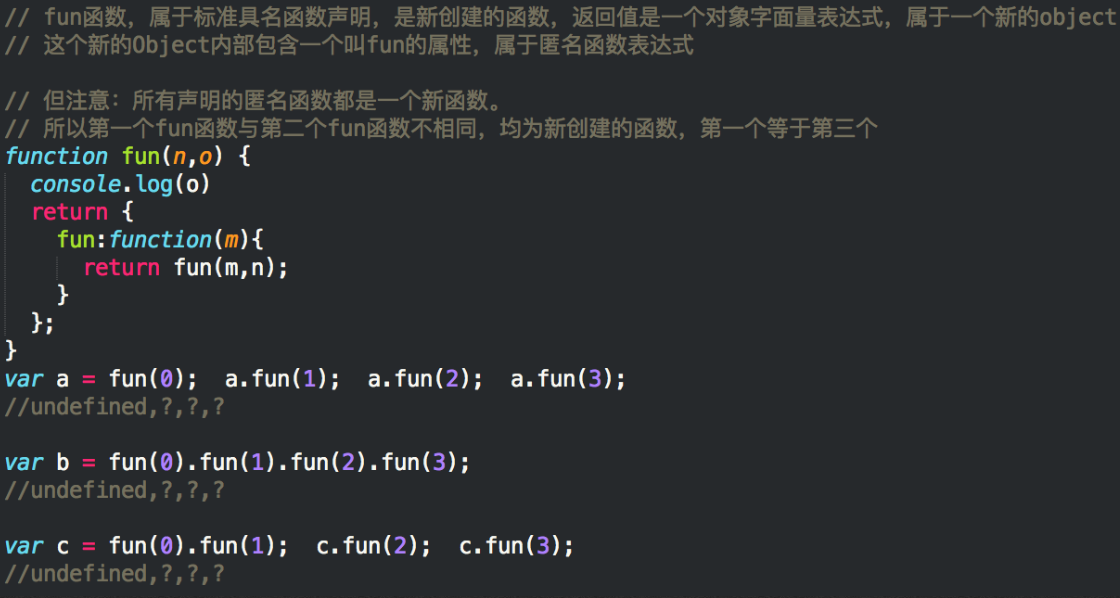 // fun函数，属于标准具名函数声明，是新创建的函数，返回值是一个对象字面量表达式，属于一个新的object
// 这个新的Object内部包含一个叫fun的属性，属于匿名函数表达式

// 但注意：所有声明的匿名函数都是一个新函数。
// 所以第一个fun函数与第二个fun函数不相同，均为新创建的函数，第一个等于第三个
function fun(n,o) {
  console.log(o)
  return {
    fun:function(m){
      return fun(m,n);
    }
  };
}
var a = fun(0);  a.fun(1);  a.fun(2);  a.fun(3);
//undefined,?,?,?

var b = fun(0).fun(1).fun(2).fun(3);
//undefined,?,?,?

var c = fun(0).fun(1);  c.fun(2);  c.fun(3);
//undefined,?,?,?